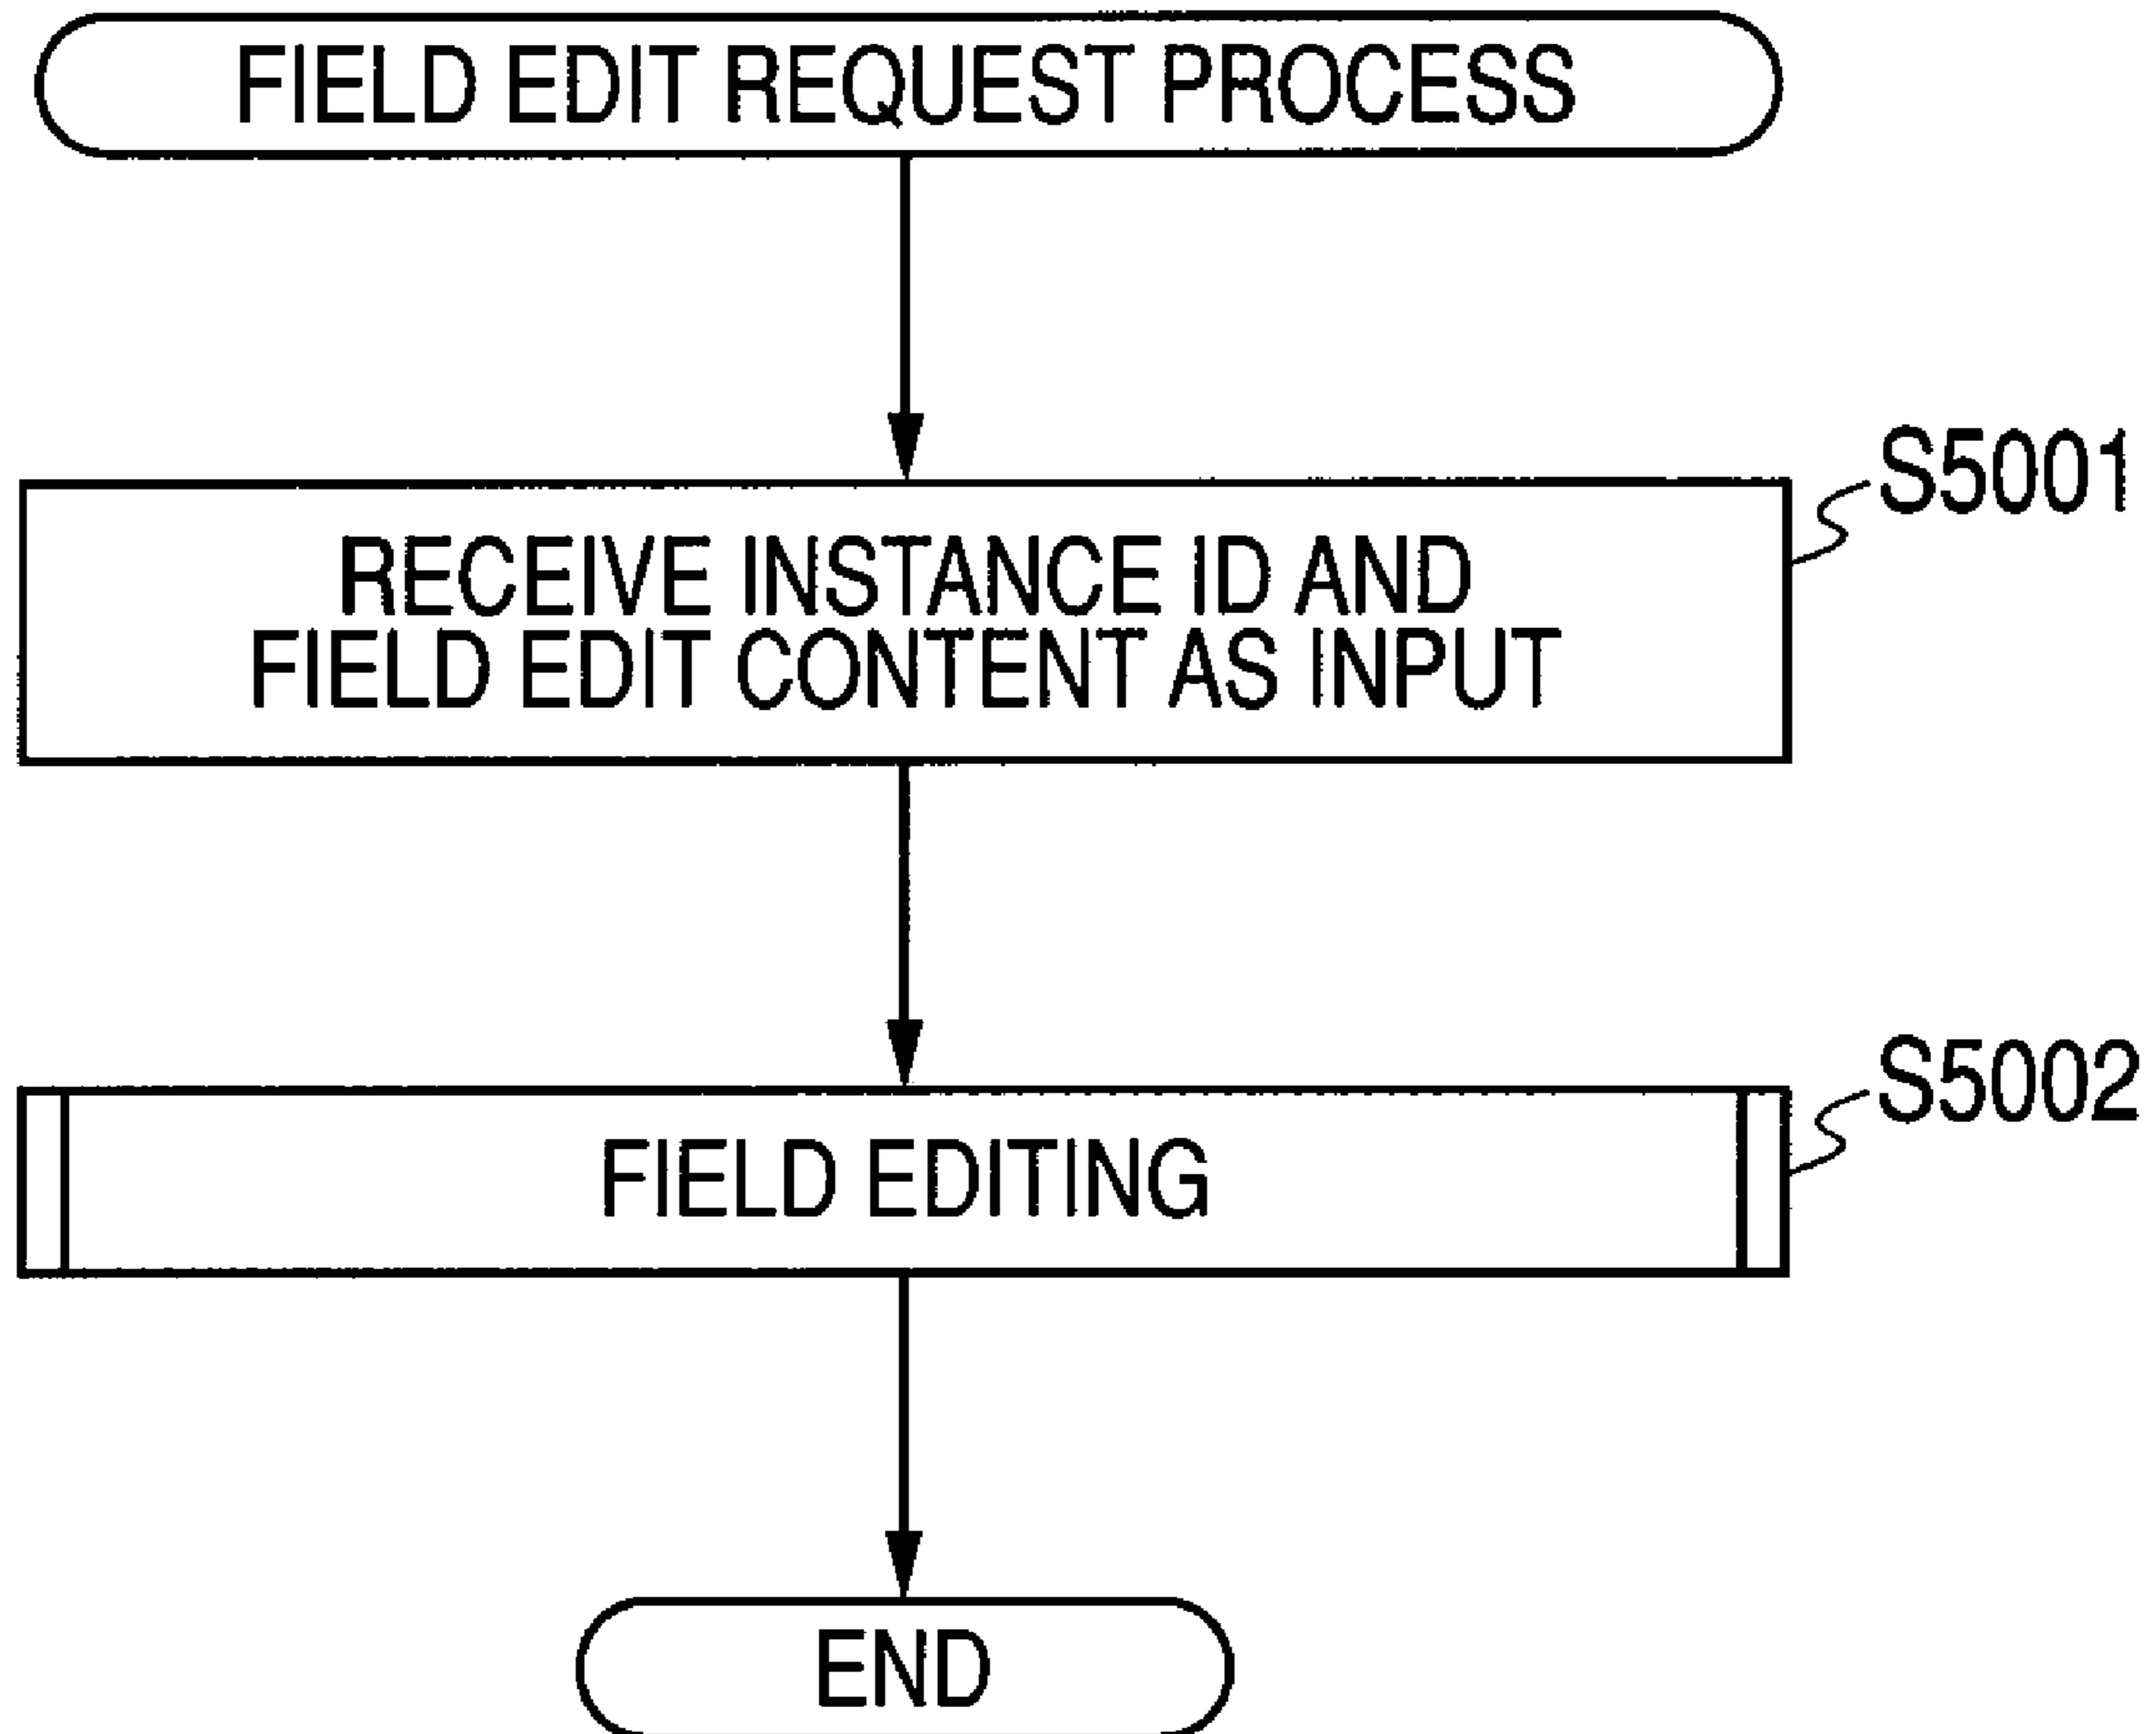 FIELD EDIT REQUEST PROCESS
S5001
RECEIVE INSTANCE ID AND
FIELD EDIT CONTENT AS INPUT
S5002
FIELD EDITING
END